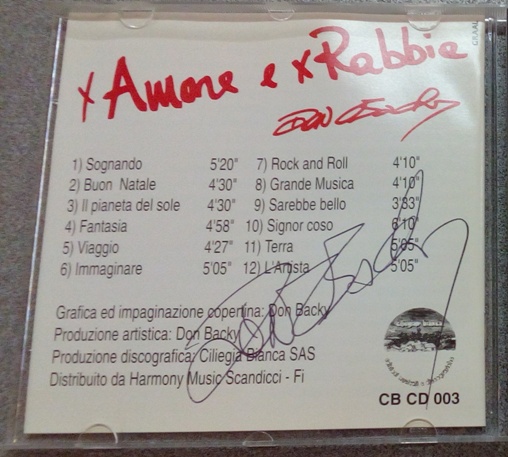 x Amore e x Rabbia
Don Backy
GRAAL
1) Sognando 5'20"
2) Buon Natale 4'30"
3) Il pianeta del sole 4'30"
4) Fantasia 4'58"
5) Viaggio 4'27"
6) Immaginare 5'05"
7) Rock and Roll 4'10"
8) Grande Musica 4'10"
9) Sarebbe bello 3'33"
10) Signor coso 6'10"
11) Terra 5'05"
12) L'Artista 5'05"
Don Backy
Grafica ed impaginazione copertina: Don Backy
Produzione artistica: Don Backy
Produzione discografica: Ciliegia Bianca SAS
Distribuito da Harmony Music Scandicci - Fi
CB CD 003